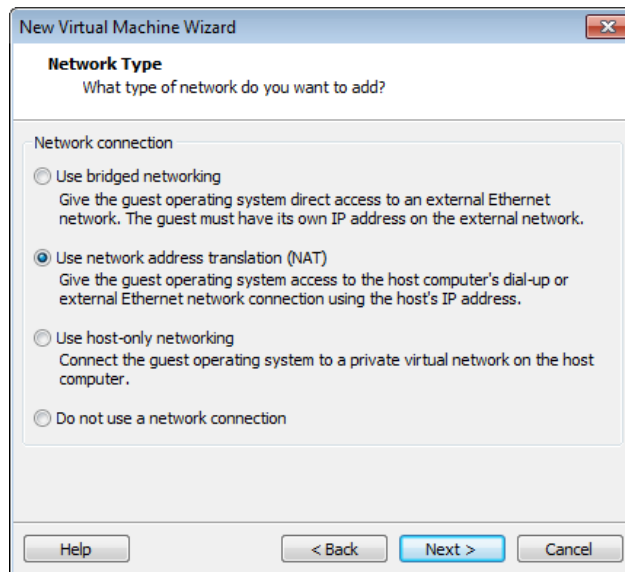 New Virtual Machine Wizard
Network Type
What type of network do you want to add?
Network connection
Use bridged networking
Give the guest operating system direct access to an external Ethernet
network. The guest must have its own IP address on the external network.
Use network address translation (NAT)
Give the guest operating system access to the host computer's dial-up or
external Ethernet network connection using the host's IP address.
Use host-only networking
Connect the guest operating system to a private virtual network on the host
computer.
Do not use a network connection
Help
< Back
Next >
Cancel